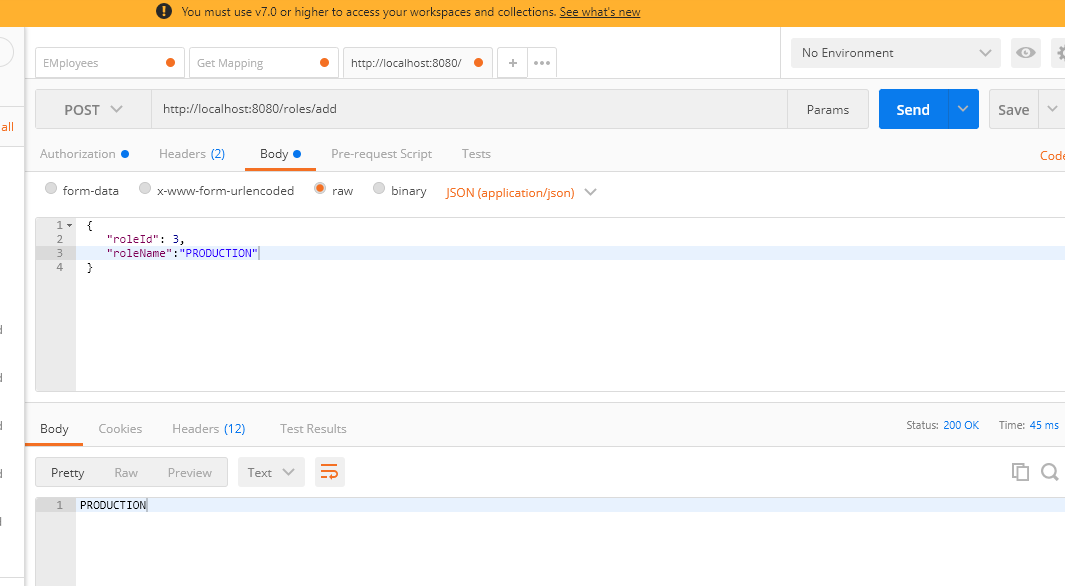 You must use v7.0 or higher to access your workspaces and collections. See what's new
EMployees
Get Mapping
http://localhost:8080/
+
•••
No Environment
POST
http://localhost:8080/roles/add
Params
Send
Save
all
Authorization
Headers (2)
Body
Pre-request Script
Tests
Code
form-data
x-www-form-urlencoded
raw
binary
JSON (application/json)
1 {
2 "roleId": 3,
3 "roleName":"PRODUCTION"
4 }
Body
Cookies
Headers (12)
Test Results
Status: 200 OK
Time: 45 ms
Pretty
Raw
Preview
Text
1 PRODUCTION